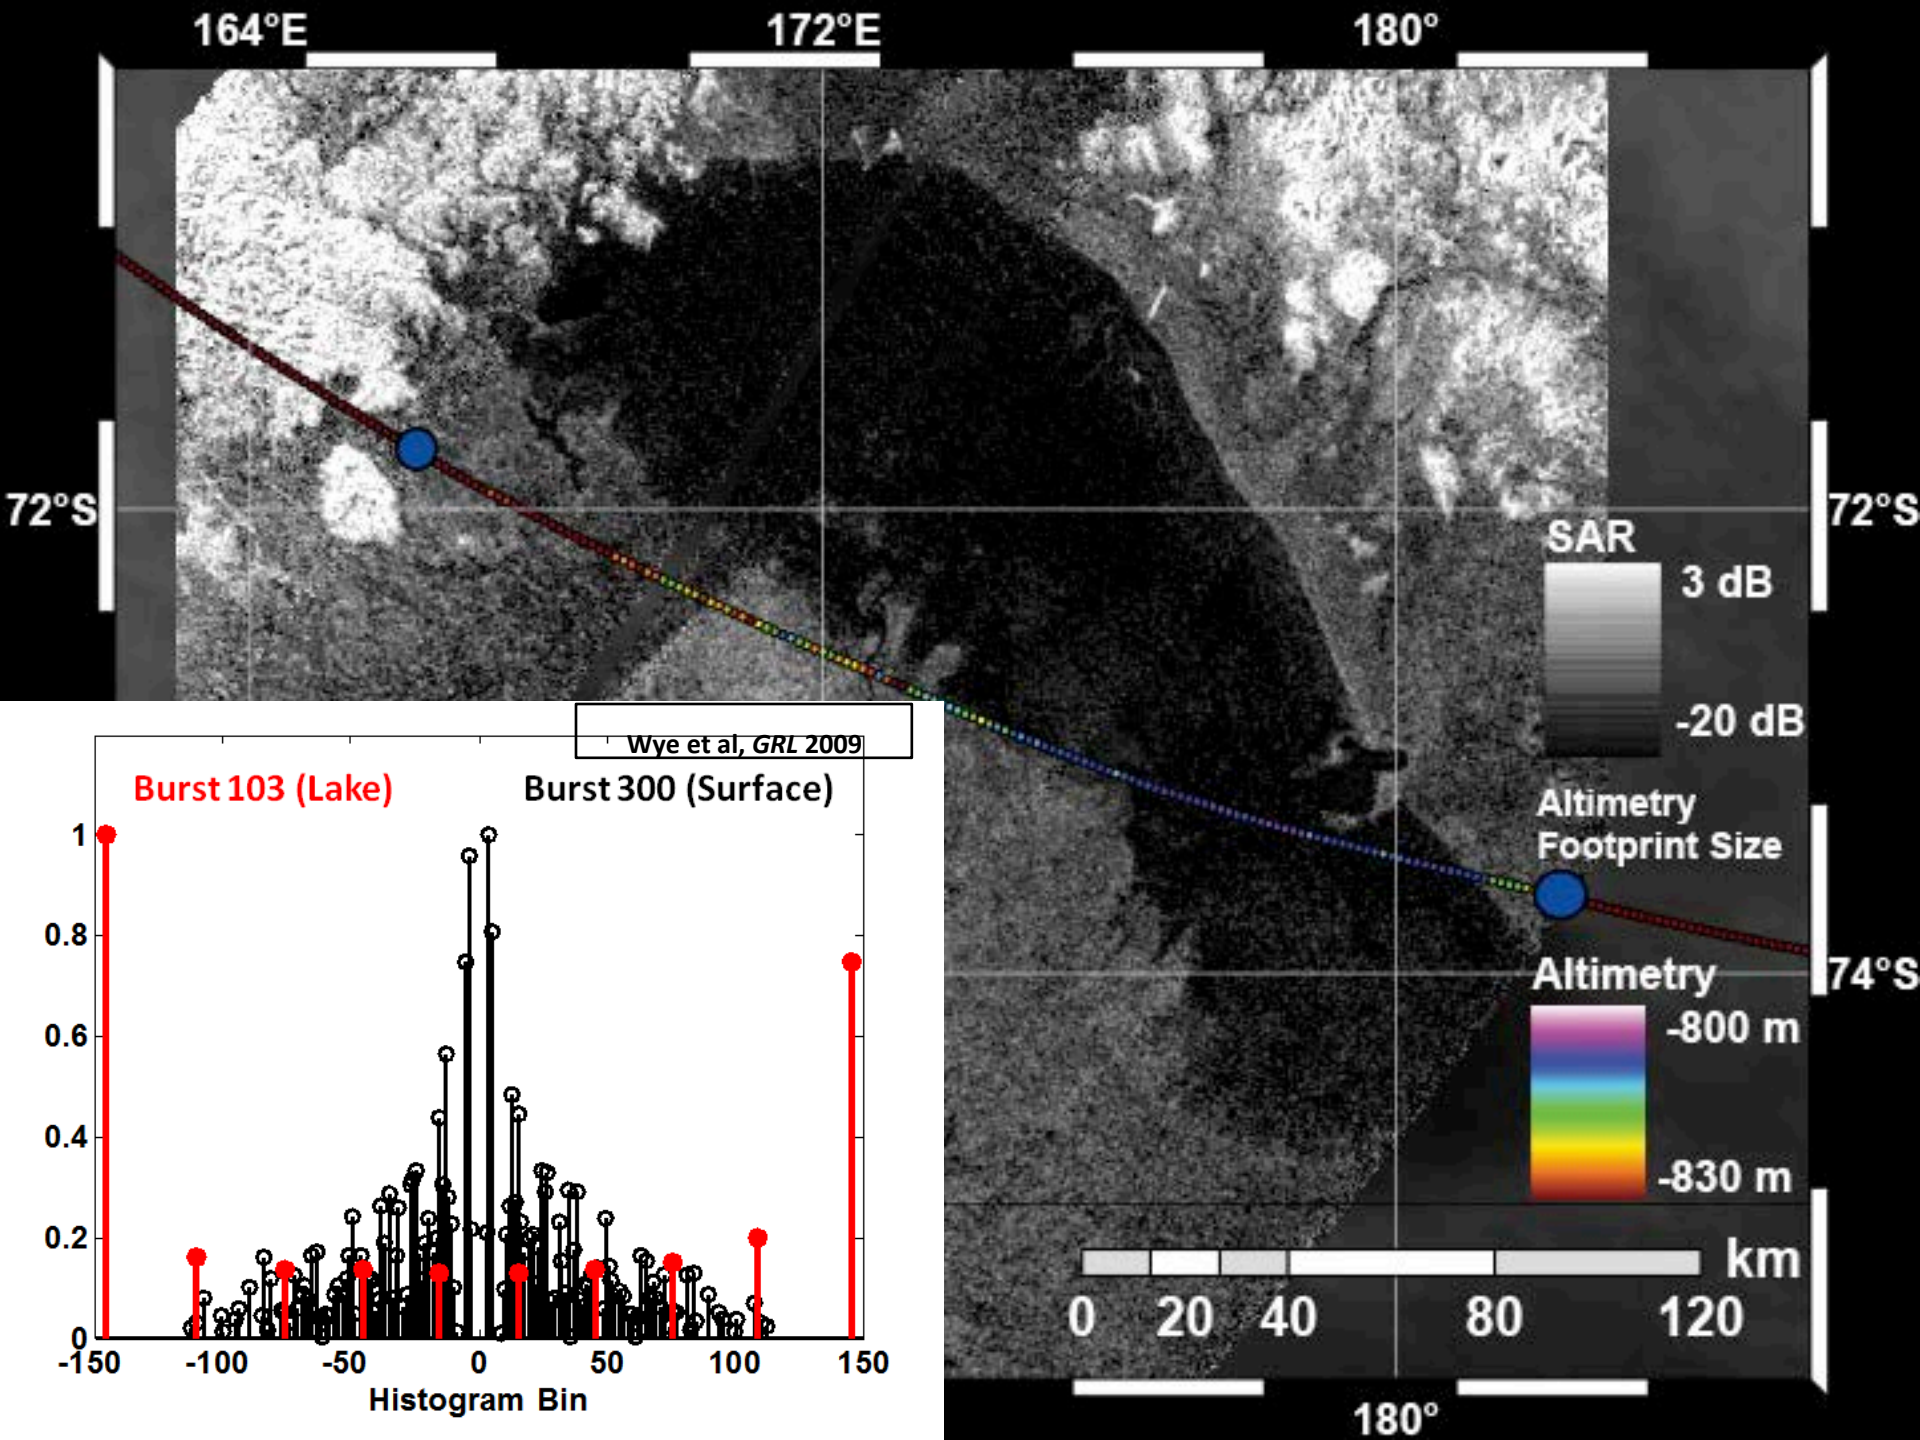 164°E 172°E 180°
72°S 72°S
SAR
3 dB
-20 dB
Wye et al, GRL 2009
Burst 103 (Lake) Burst 300 (Surface)
Altimetry
Footprint Size
1
0.8
0.6
0.4
0.2
0
-150 -100 -50 0 50 100 150
Histogram Bin
Altimetry 74°S
-800 m
-830 m
km
0 20 40 80 120
180°